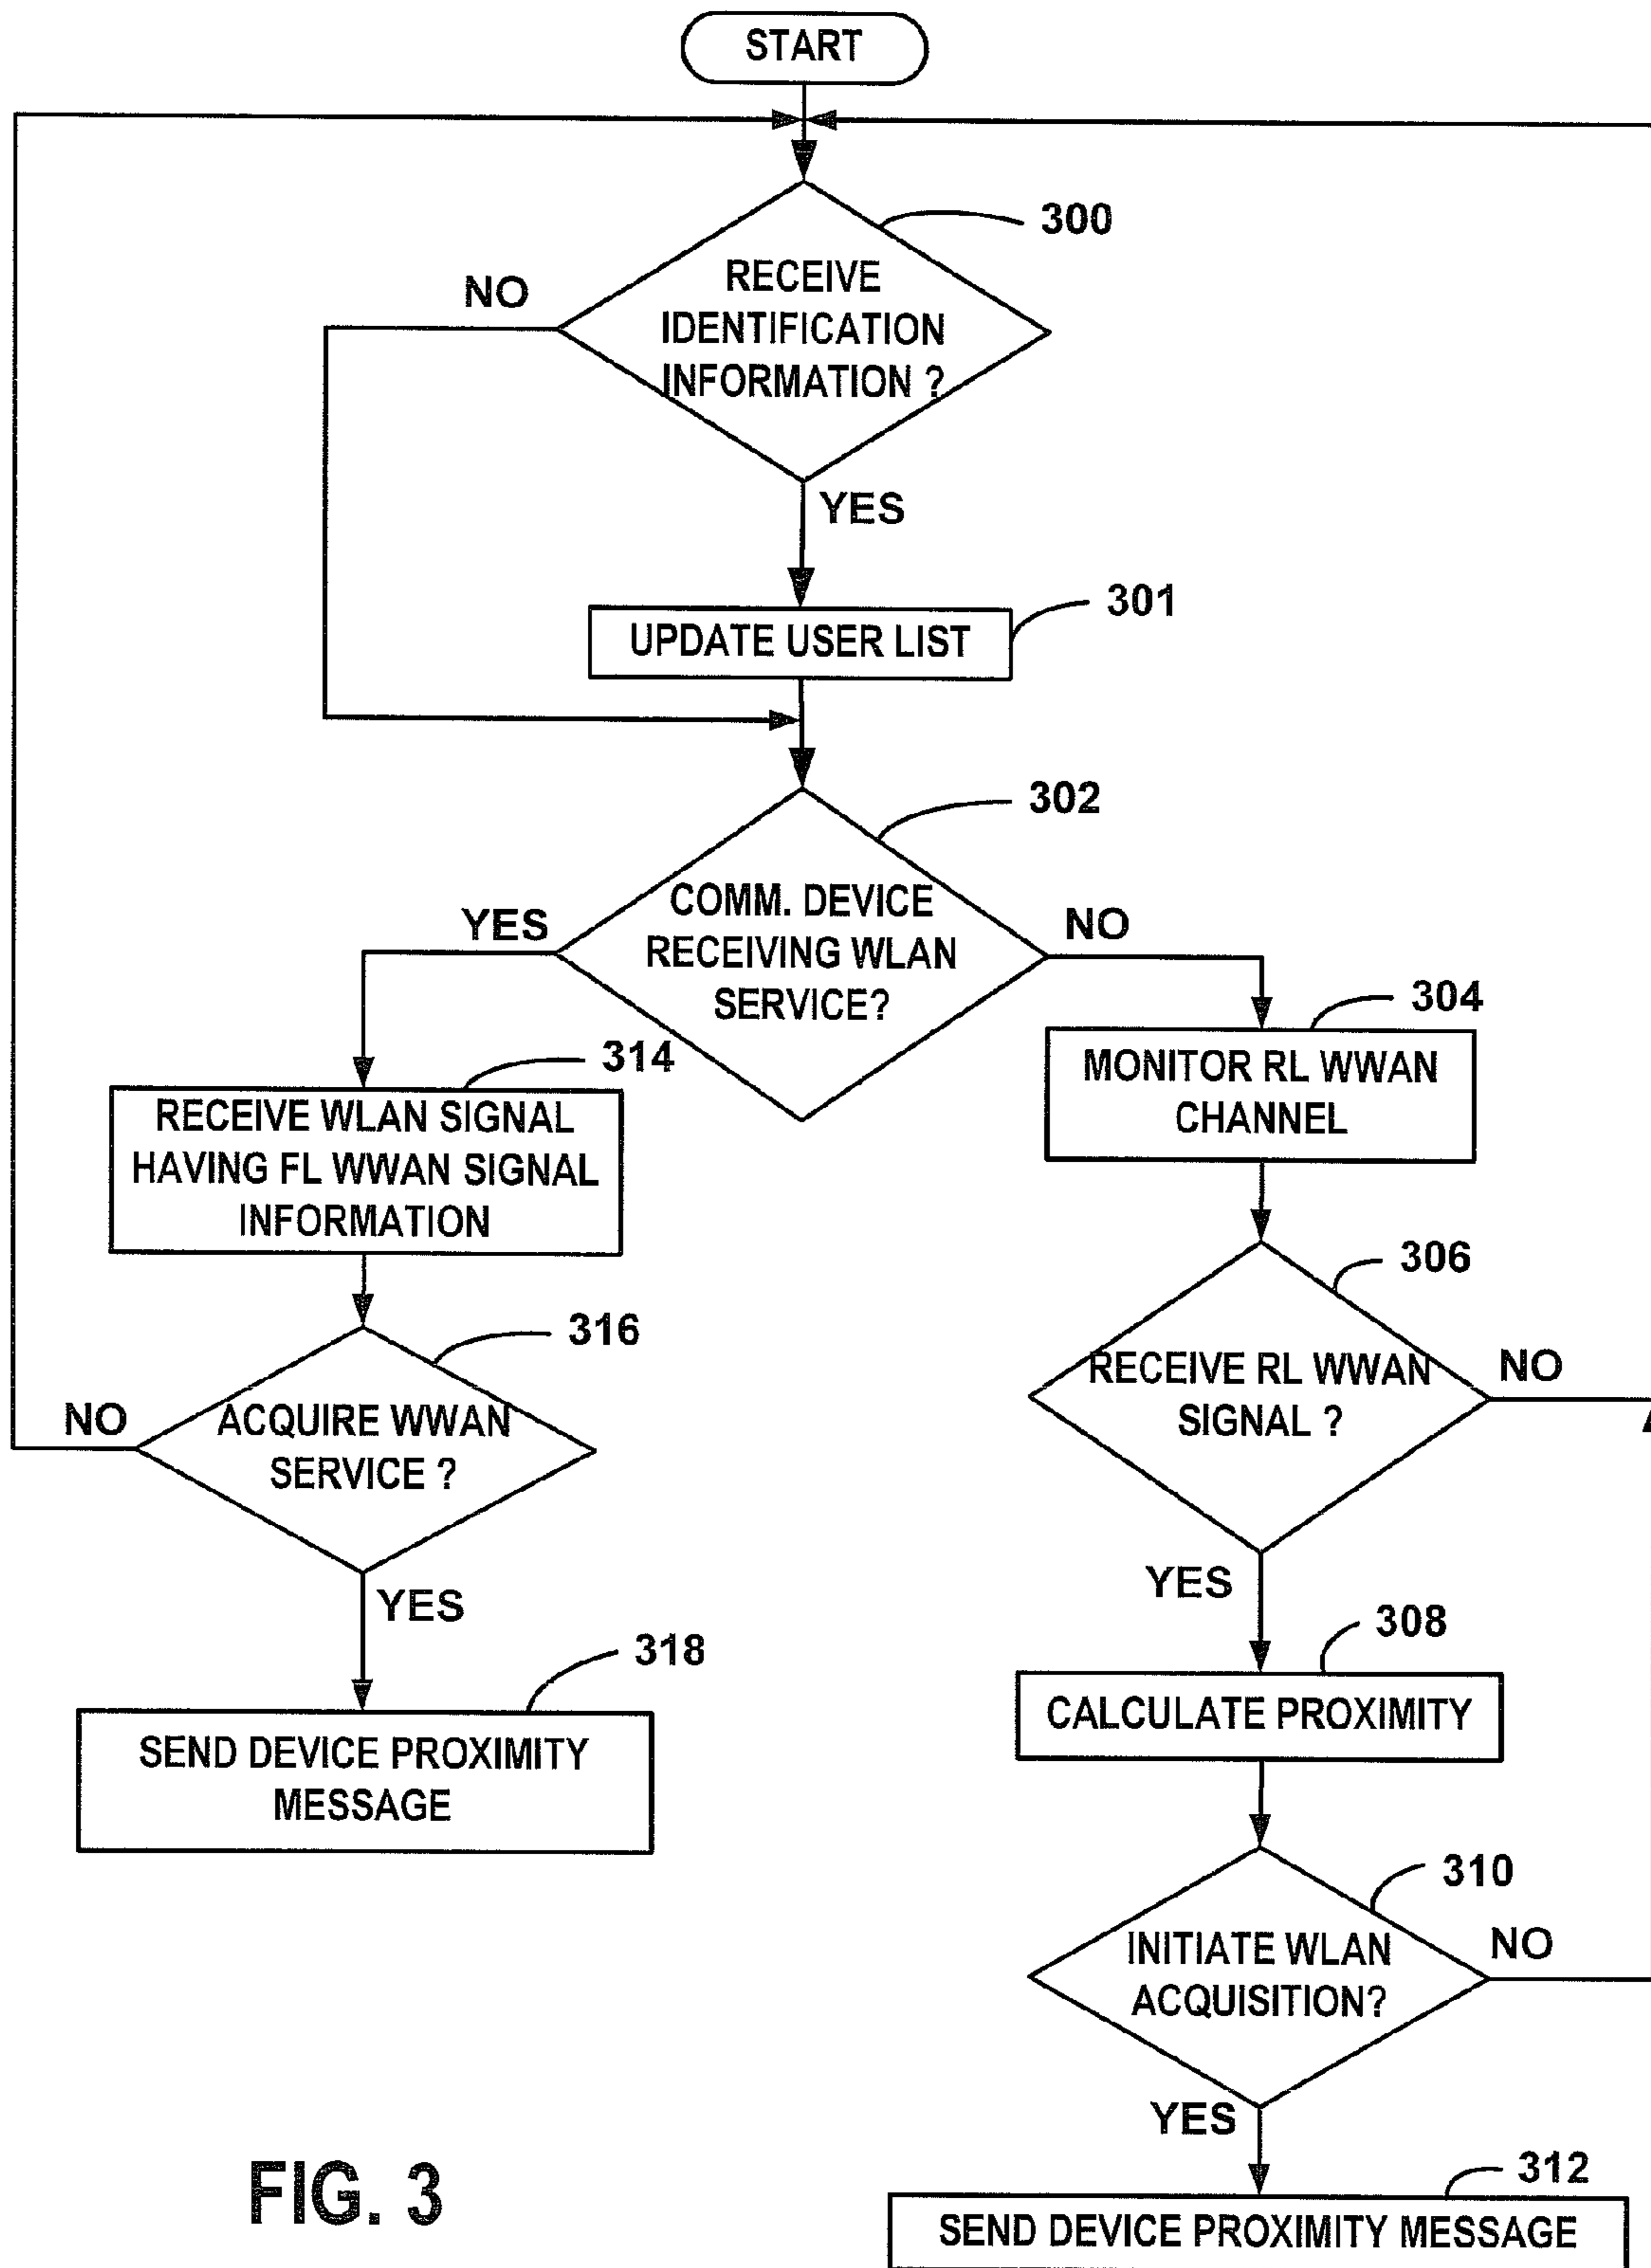 START
300
RECEIVE
IDENTIFICATION
INFORMATION ?
NO
YES
301
UPDATE USER LIST
302
COMM. DEVICE
RECEIVING WLAN
SERVICE?
YES
NO
304
MONITOR RL WWAN
CHANNEL
314
RECEIVE WLAN SIGNAL
HAVING FL WWAN SIGNAL
INFORMATION
306
RECEIVE RL WWAN
SIGNAL ?
NO
YES
316
ACQUIRE WWAN
SERVICE ?
NO
YES
308
CALCULATE PROXIMITY
318
SEND DEVICE PROXIMITY
MESSAGE
310
INITIATE WLAN
ACQUISITION?
NO
YES
312
SEND DEVICE PROXIMITY MESSAGE
FIG. 3